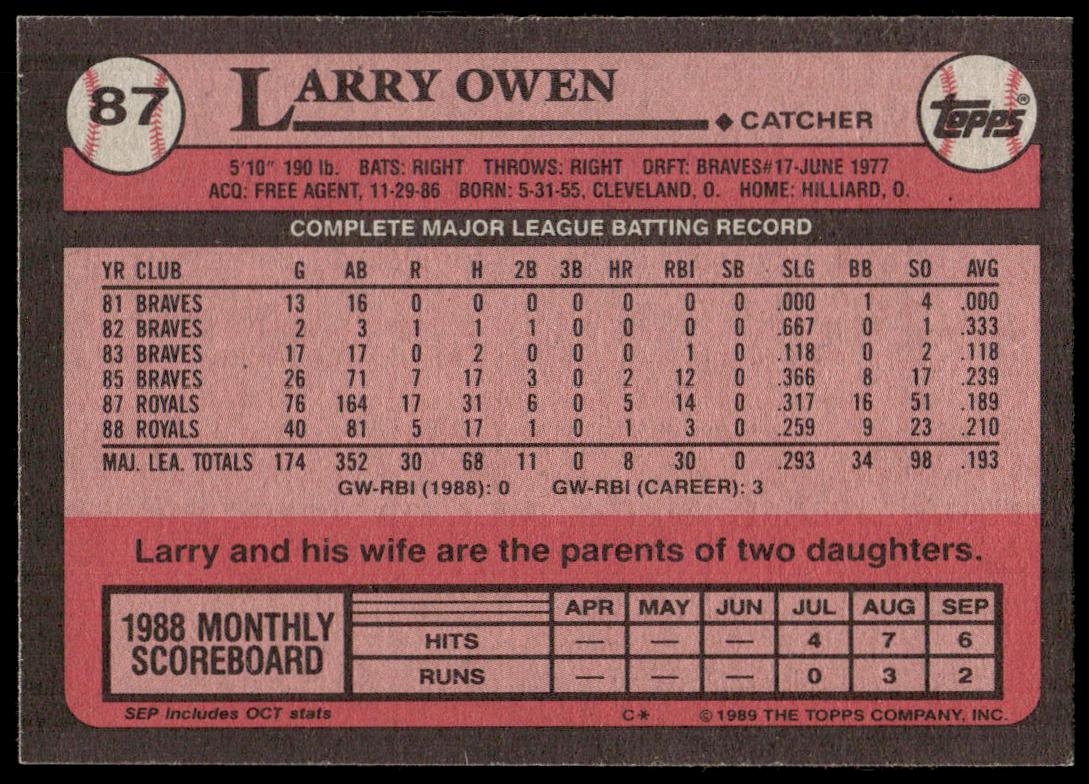 87
LARRY OWEN
◆ CATCHER
Topps®
5'10" 190 lb. BATS: RIGHT THROWS: RIGHT DRFT: BRAVES#17-JUNE 1977
ACQ: FREE AGENT, 11-29-86 BORN: 5-31-55, CLEVELAND, O. HOME: HILLIARD, O.
COMPLETE MAJOR LEAGUE BATTING RECORD
YR CLUB G AB R H 2B 3B HR RBI SB SLG BB SO AVG
81 BRAVES 13 16 0 0 0 0 0 0 0 .000 1 4 .000
82 BRAVES 2 3 1 1 1 0 0 0 0 .667 0 1 .333
83 BRAVES 17 17 0 2 0 0 0 1 0 .118 0 2 .118
85 BRAVES 26 71 7 17 3 0 2 12 0 .366 8 17 .239
87 ROYALS 76 164 17 31 6 0 5 14 0 .317 16 51 .189
88 ROYALS 40 81 5 17 1 0 1 3 0 .259 9 23 .210
MAJ. LEA. TOTALS 174 352 30 68 11 0 8 30 0 .293 34 98 .193
GW-RBI (1988): 0 GW-RBI (CAREER): 3
Larry and his wife are the parents of two daughters.
1988 MONTHLY SCOREBOARD
APR MAY JUN JUL AUG SEP
HITS — — — 4 7 6
RUNS — — — 0 3 2
SEP includes OCT stats
C* © 1989 THE TOPPS COMPANY, INC.